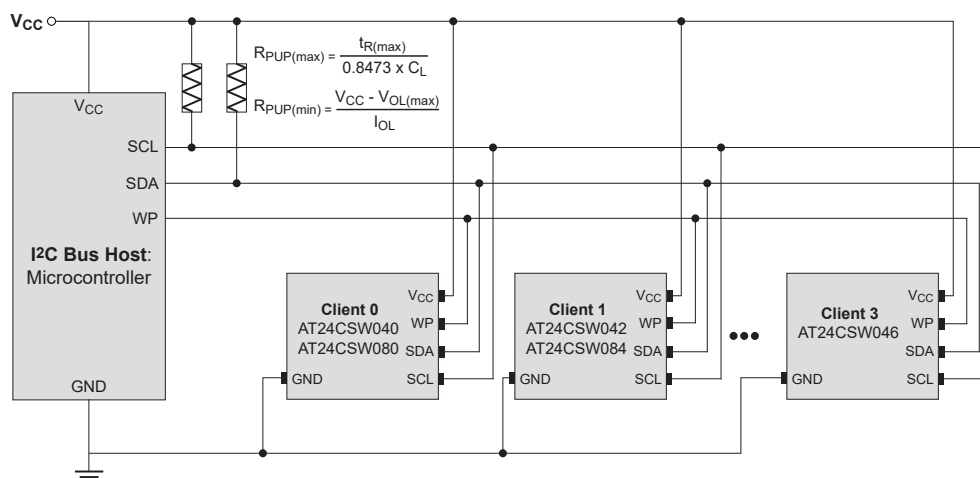 VCC
RPUP(max) = tR(max) / 0.8473 x CL
RPUP(min) = VCC - VOL(max) / IOL
VCC
SCL
SDA
WP
I2C Bus Host:
Microcontroller
GND
Client 0
AT24CSW040
AT24CSW080
VCC
WP
SDA
SCL
GND
Client 1
AT24CSW042
AT24CSW084
VCC
WP
SDA
SCL
GND
Client 3
AT24CSW046
VCC
WP
SDA
SCL
GND